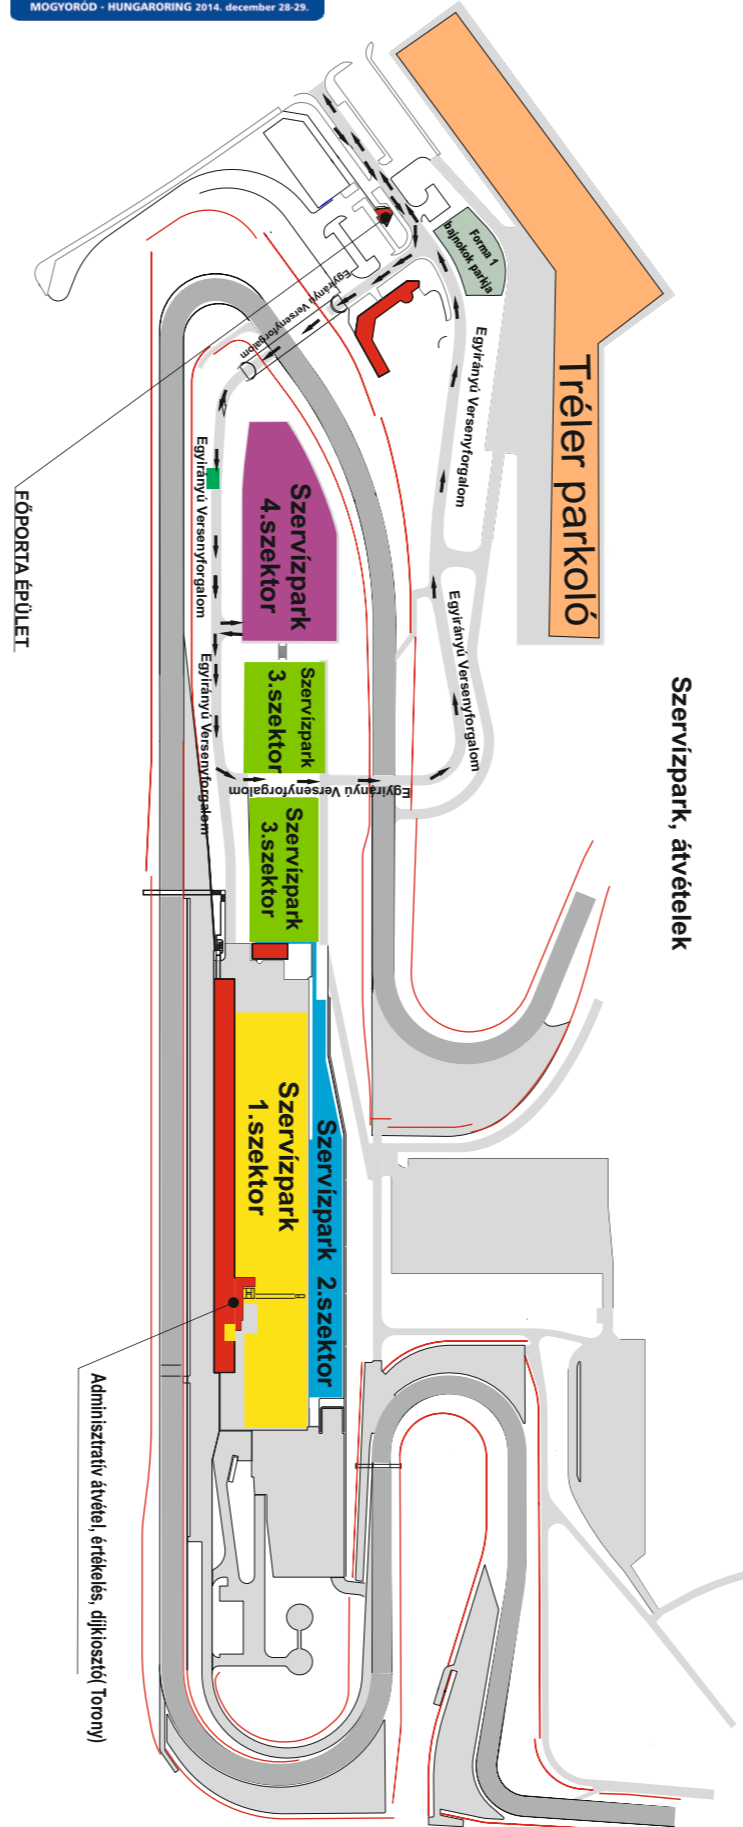 MOGYORÓD - HUNGARORING 2014. december 28-29.
Szervízpark, átvételek
Tréler parkoló
Forma 1
bajnokok parkja
Egyirányú Versenyforgalom
Egyirányú Versenyforgalom
Egyirányú Versenyforgalom
Egyirányú Versenyforgalom
Egyirányú Versenyforgalom
Egyirányú Versenyforgalom
FŐPORTA ÉPÜLET
Szervízpark
4.szektor
Szervízpark
3.szektor
Szervízpark
3.szektor
Szervízpark
1.szektor
Szervízpark 2.szektor
H
Adminisztratív átvétel, értékelés, díjkiosztó( Torony)